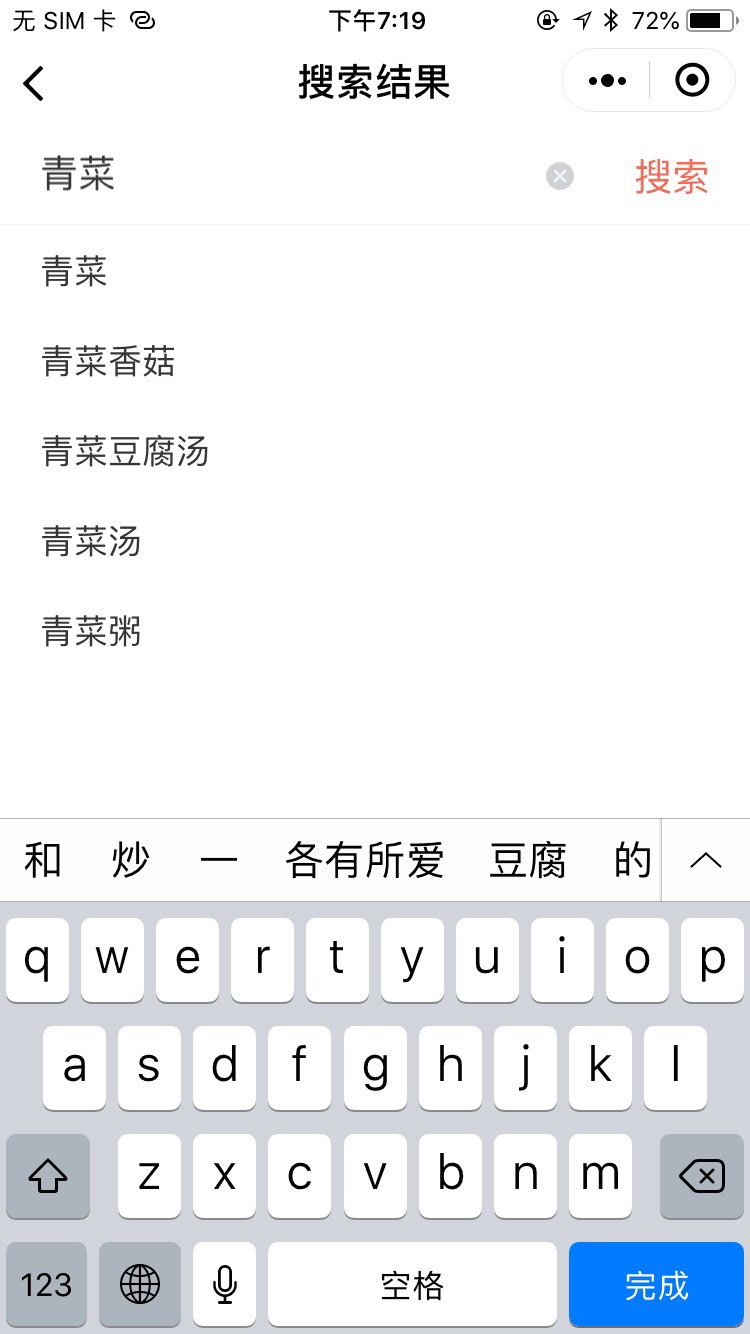 无 SIM 卡 下午7:19 72%
搜索结果
青菜 搜索
青菜
青菜香菇
青菜豆腐汤
青菜汤
青菜粥
和 炒 一 各有所爱 豆腐 的
q w e r t y u i o p
a s d f g h j k l
z x c v b n m
123 空格 完成